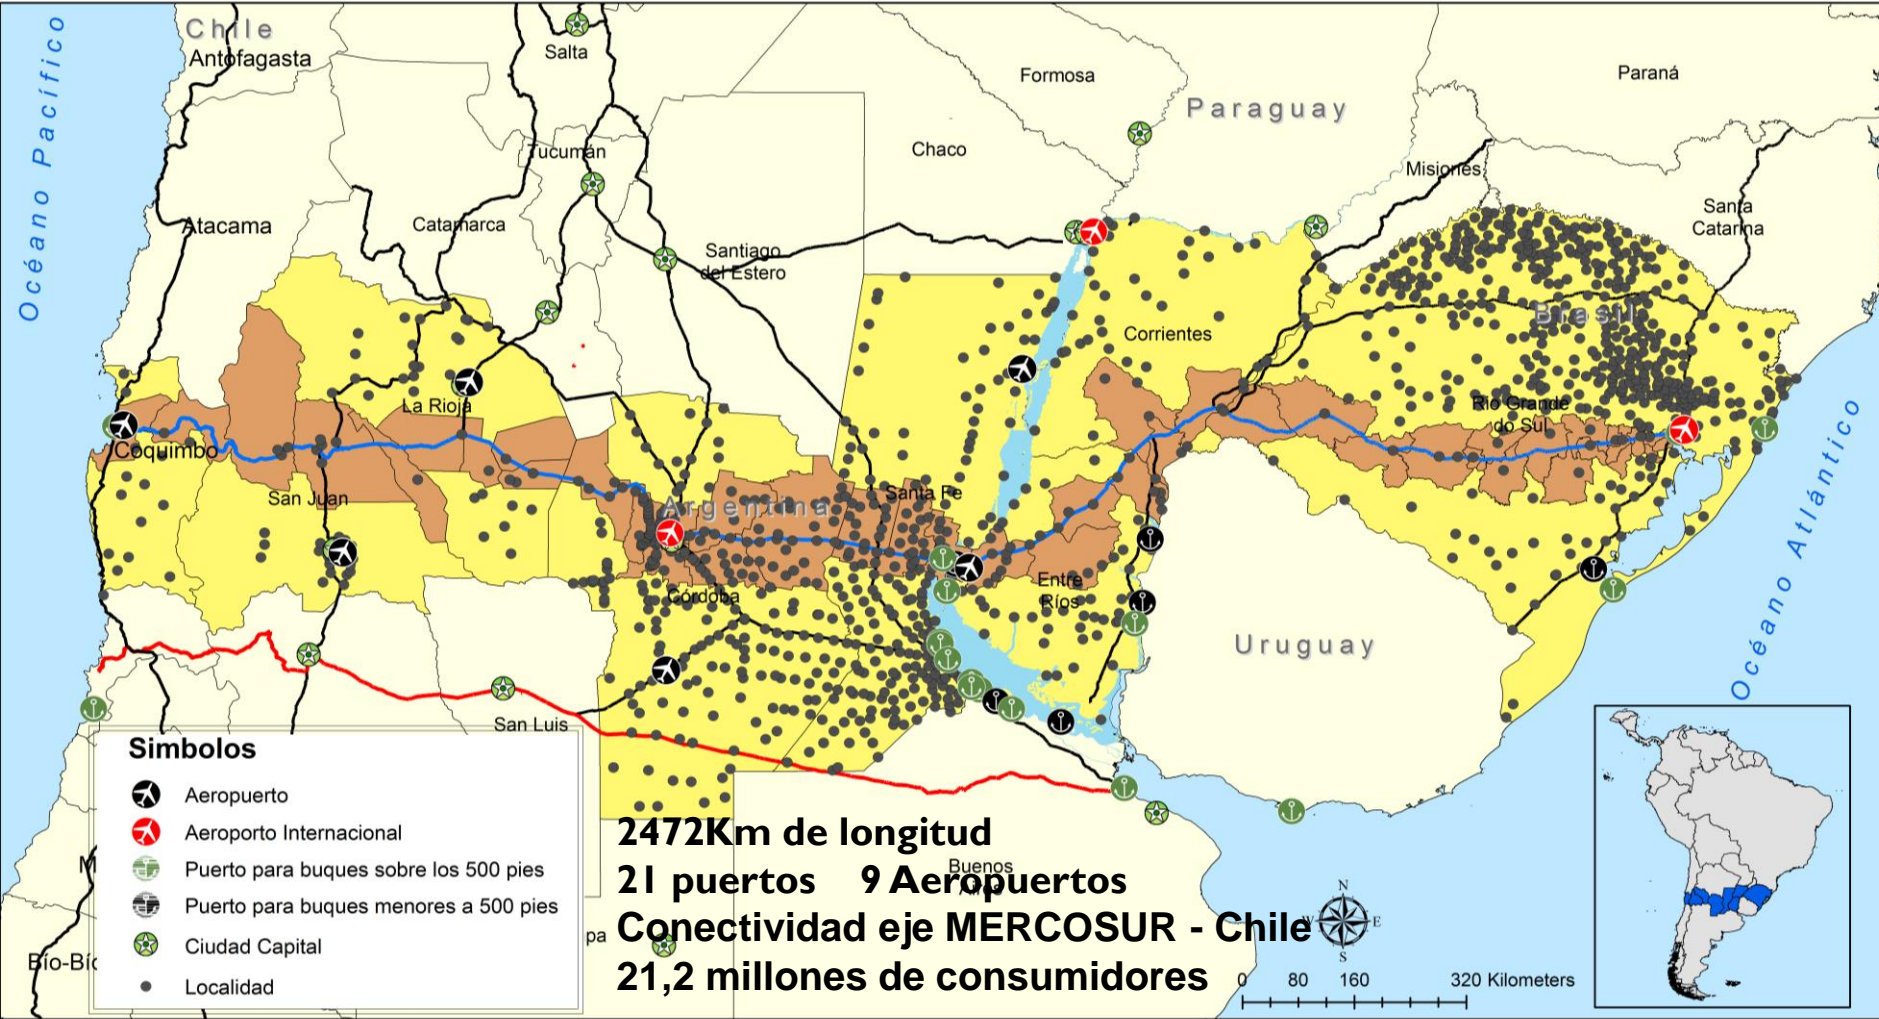 Océano Pacífico
Chile
Antofagasta
Salta
Formosa
Paraguay
Paraná
Chaco
Tucumán
Misiones
Santa
Catarina
Atacama
Catamarca
Santiago
del Estero
Brasil
Corrientes
La Rioja
Rio Grande
do Sul
Coquimbo
San Juan
Argentina
Santa Fe
Océano Atlántico
Córdoba
Entre
Ríos
Uruguay
San Luis
Simbolos
Aeropuerto
Aeroporto Internacional
Puerto para buques sobre los 500 pies
Puerto para buques menores a 500 pies
Ciudad Capital
Localidad
Bío-Bío
pa
2472Km de longitud
Buenos
Aires
21 puertos 9 Aeropuertos
Conectividad eje MERCOSUR - Chile
21,2 millones de consumidores
N
W E
S
0 80 160 320 Kilometers